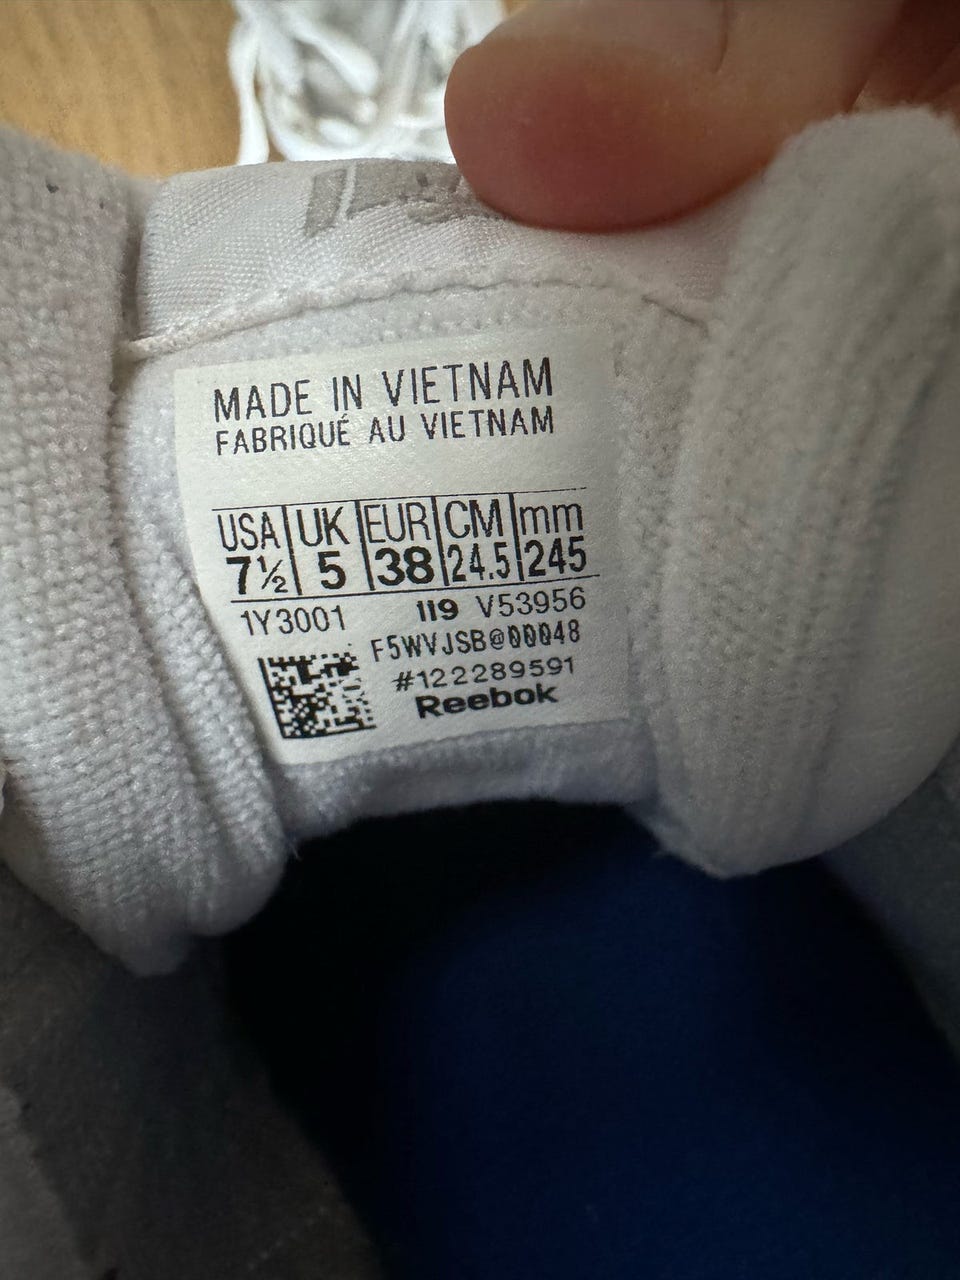 MADE IN VIETNAM
FABRIQUÉ AU VIETNAM
USA UK EUR CM mm
7½ 5 38 24.5 245
1Y3001 119 V53956
F5WVJSB@00048
#122289591
Reebok